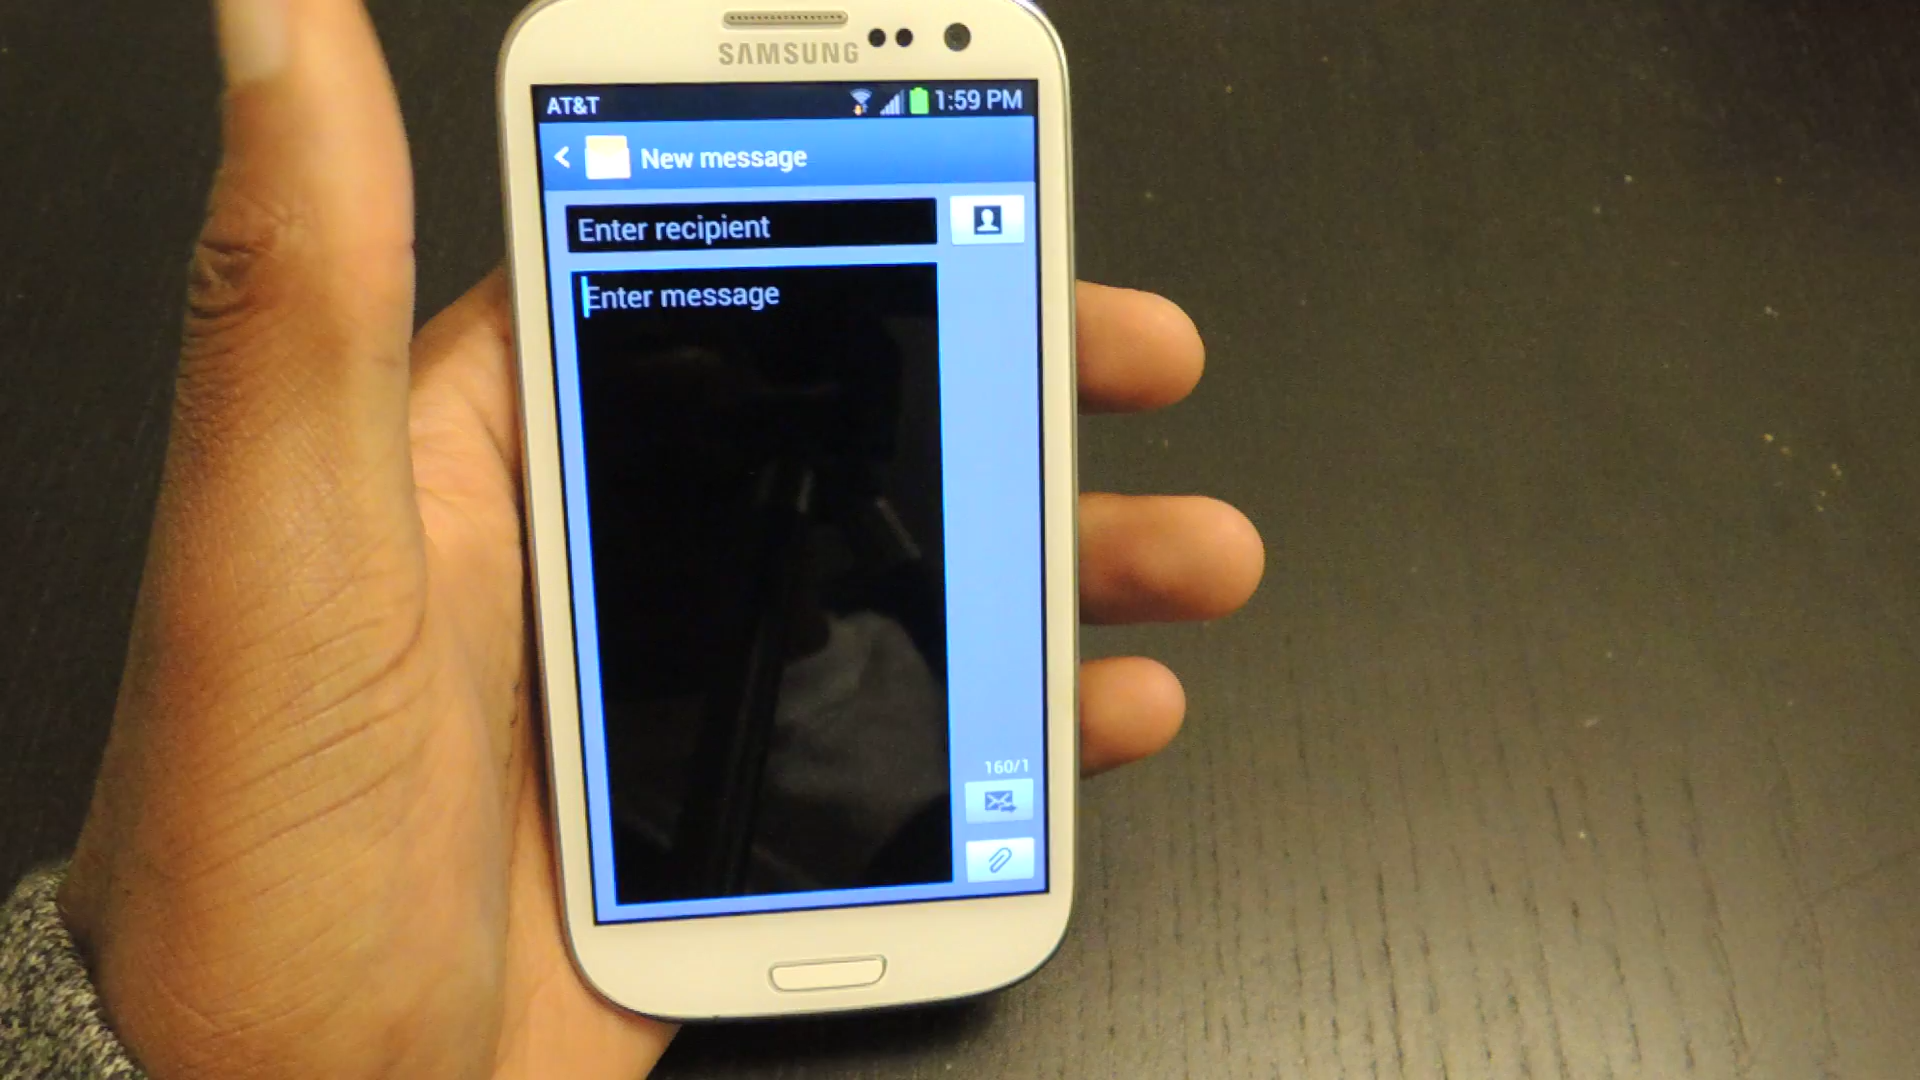 SAMSUNG
AT&T 1:59 PM
New message
Enter recipient
Enter message
160/1